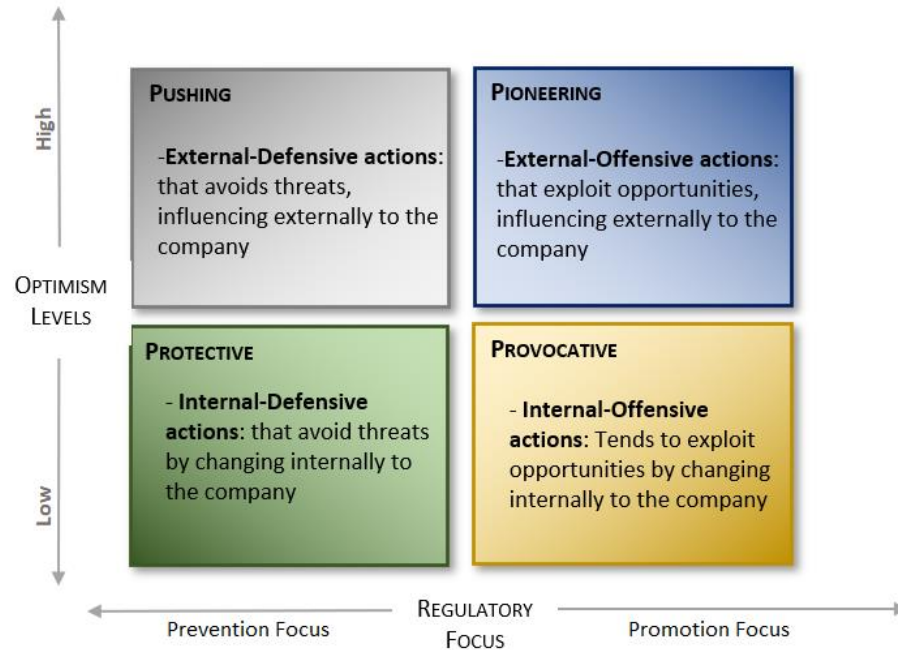 High
PUSHING
-External-Defensive actions:
that avoids threats,
influencing externally to the
company
PIONEERING
-External-Offensive actions:
that exploit opportunities,
influencing externally to the
company
OPTIMISM
LEVELS
PROTECTIVE
- Internal-Defensive
actions: that avoid threats
by changing internally to
the company
PROVOCATIVE
- Internal-Offensive
actions: Tends to exploit
opportunities by changing
internally to the company
Low
REGULATORY
FOCUS
Prevention Focus
Promotion Focus